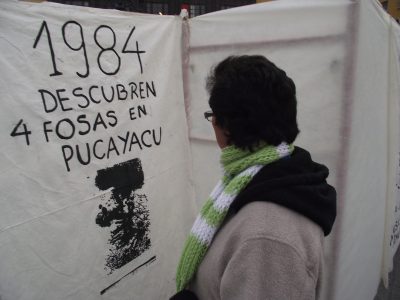 1984
DESCUBREN
4 FOSAS EN
PUCAYACU